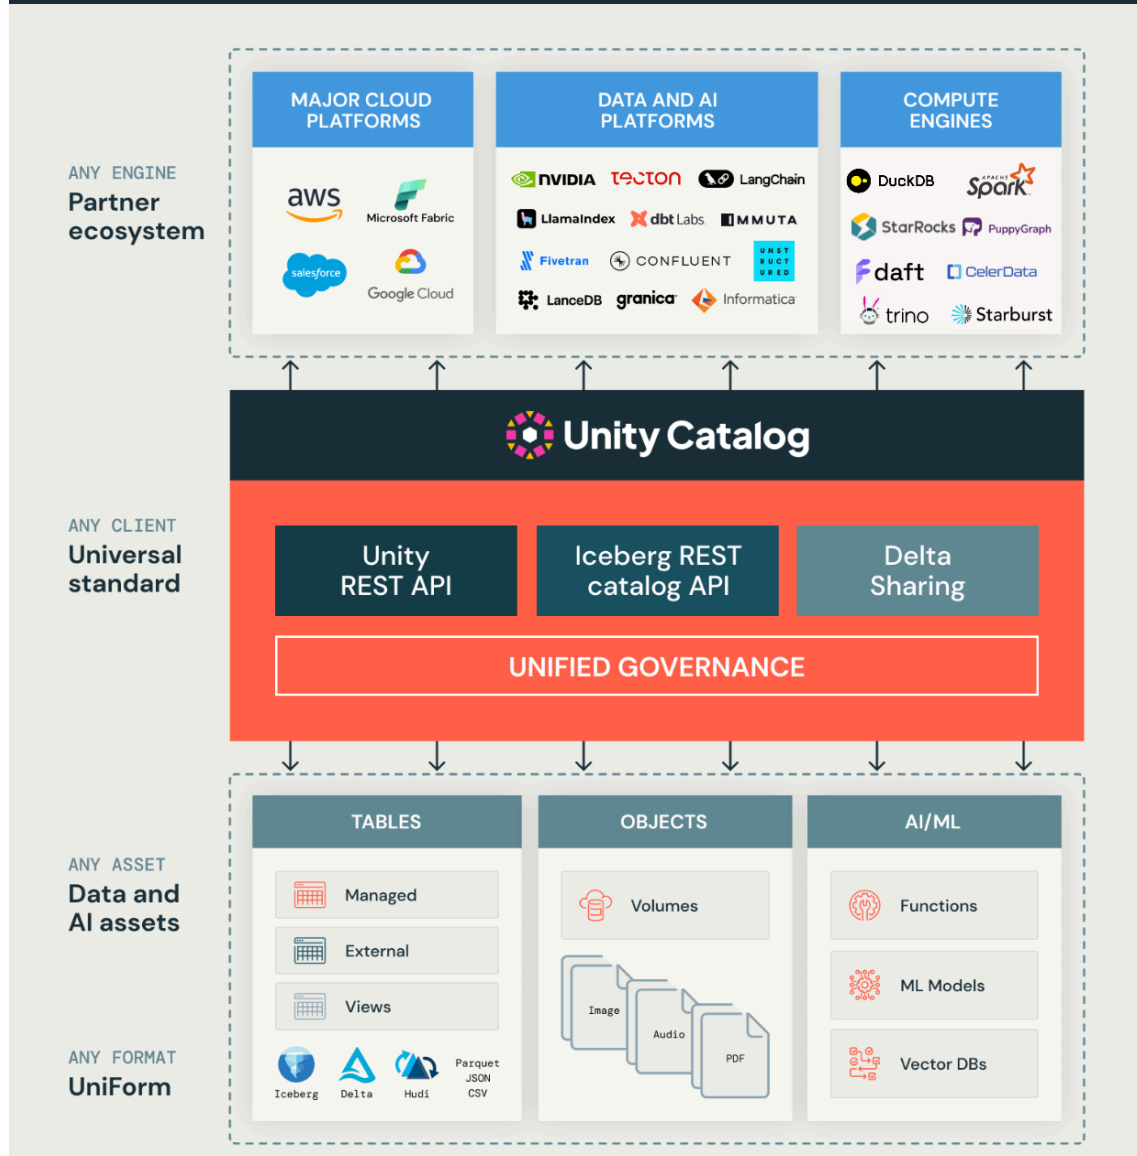 MAJOR CLOUD
PLATFORMS
DATA AND AI
PLATFORMS
COMPUTE
ENGINES
ANY ENGINE
Partner
ecosystem
aws
Microsoft Fabric
salesforce
Google Cloud
NVIDIA
TECTON
LangChain
LlamaIndex
dbt Labs
IMMUTA
Fivetran
CONFLUENT
UNST
RUCT
URED
LanceDB
granica
Informatica
DuckDB
APACHE
Spark
StarRocks
PuppyGraph
daft
CelerData
trino
Starburst
Unity Catalog
ANY CLIENT
Universal
standard
Unity
REST API
Iceberg REST
catalog API
Delta
Sharing
UNIFIED GOVERNANCE
ANY ASSET
Data and
AI assets
TABLES
Managed
External
Views
OBJECTS
Volumes
Image
Audio
PDF
AI/ML
Functions
ML Models
Vector DBs
ANY FORMAT
UniForm
Iceberg
Delta
Hudi
Parquet
JSON
CSV